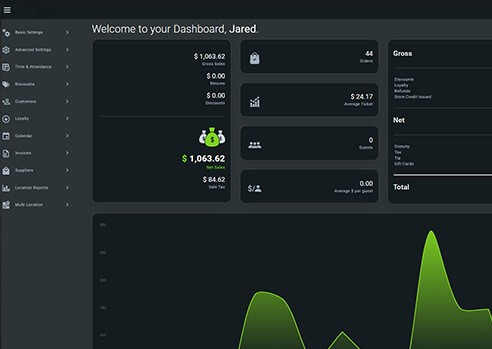 Welcome to your Dashboard, Jared.
Basic Settings
Advanced Settings
Time & Attendance
Discounts
Customers
Loyalty
Calendar
Invoices
Suppliers
Location Reports
Multi Location
$ 1,063.62
Gross Sales
$ 0.00
Returns
$ 0.00
Discounts
$
$ 1,063.62
Net Sales
$ 84.62
Sale Tax
44
Orders
$ 24.17
Average Ticket
0
Guests
$/
0.00
Average $ per guest
Gross
Discounts
Loyalty
Refunds
Store Credit Issued
Net
Gratuity
Tax
Tip
Gift Cards
Total